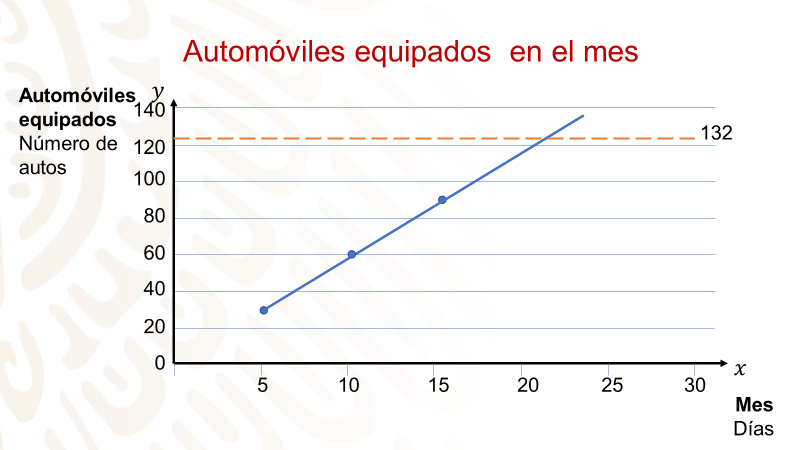 Automóviles equipados  en el mes
Automóviles
equipados
Número de
autos
y
140
132
120
100
80
60
40
20
0
x
5 10 15 20 25 30
Mes
Días